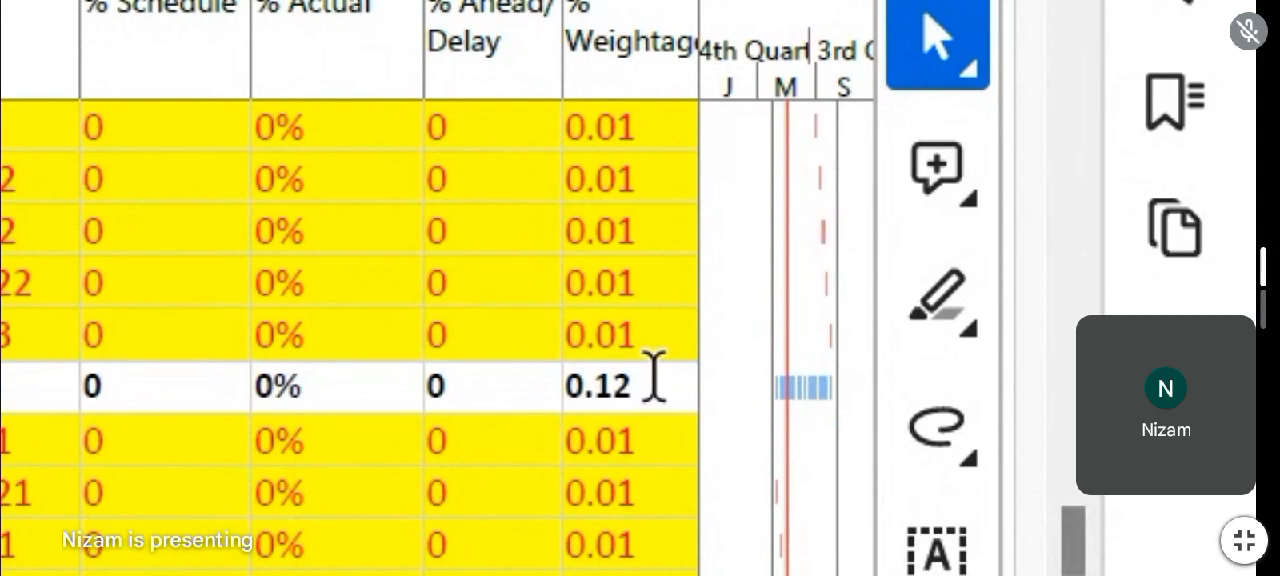 % Schedule % Actual % Ahead/ %
Delay Weightag 4th Quart 3rd
J M S
0 0% 0 0.01
2 0 0% 0 0.01
2 0 0% 0 0.01
22 0 0% 0 0.01
3 0 0% 0 0.01
0 0% 0 0.12
1 0 0% 0 0.01
21 0 0% 0 0.01
1 0 0% 0 0.01
Nizam is presenting
A
N
Nizam